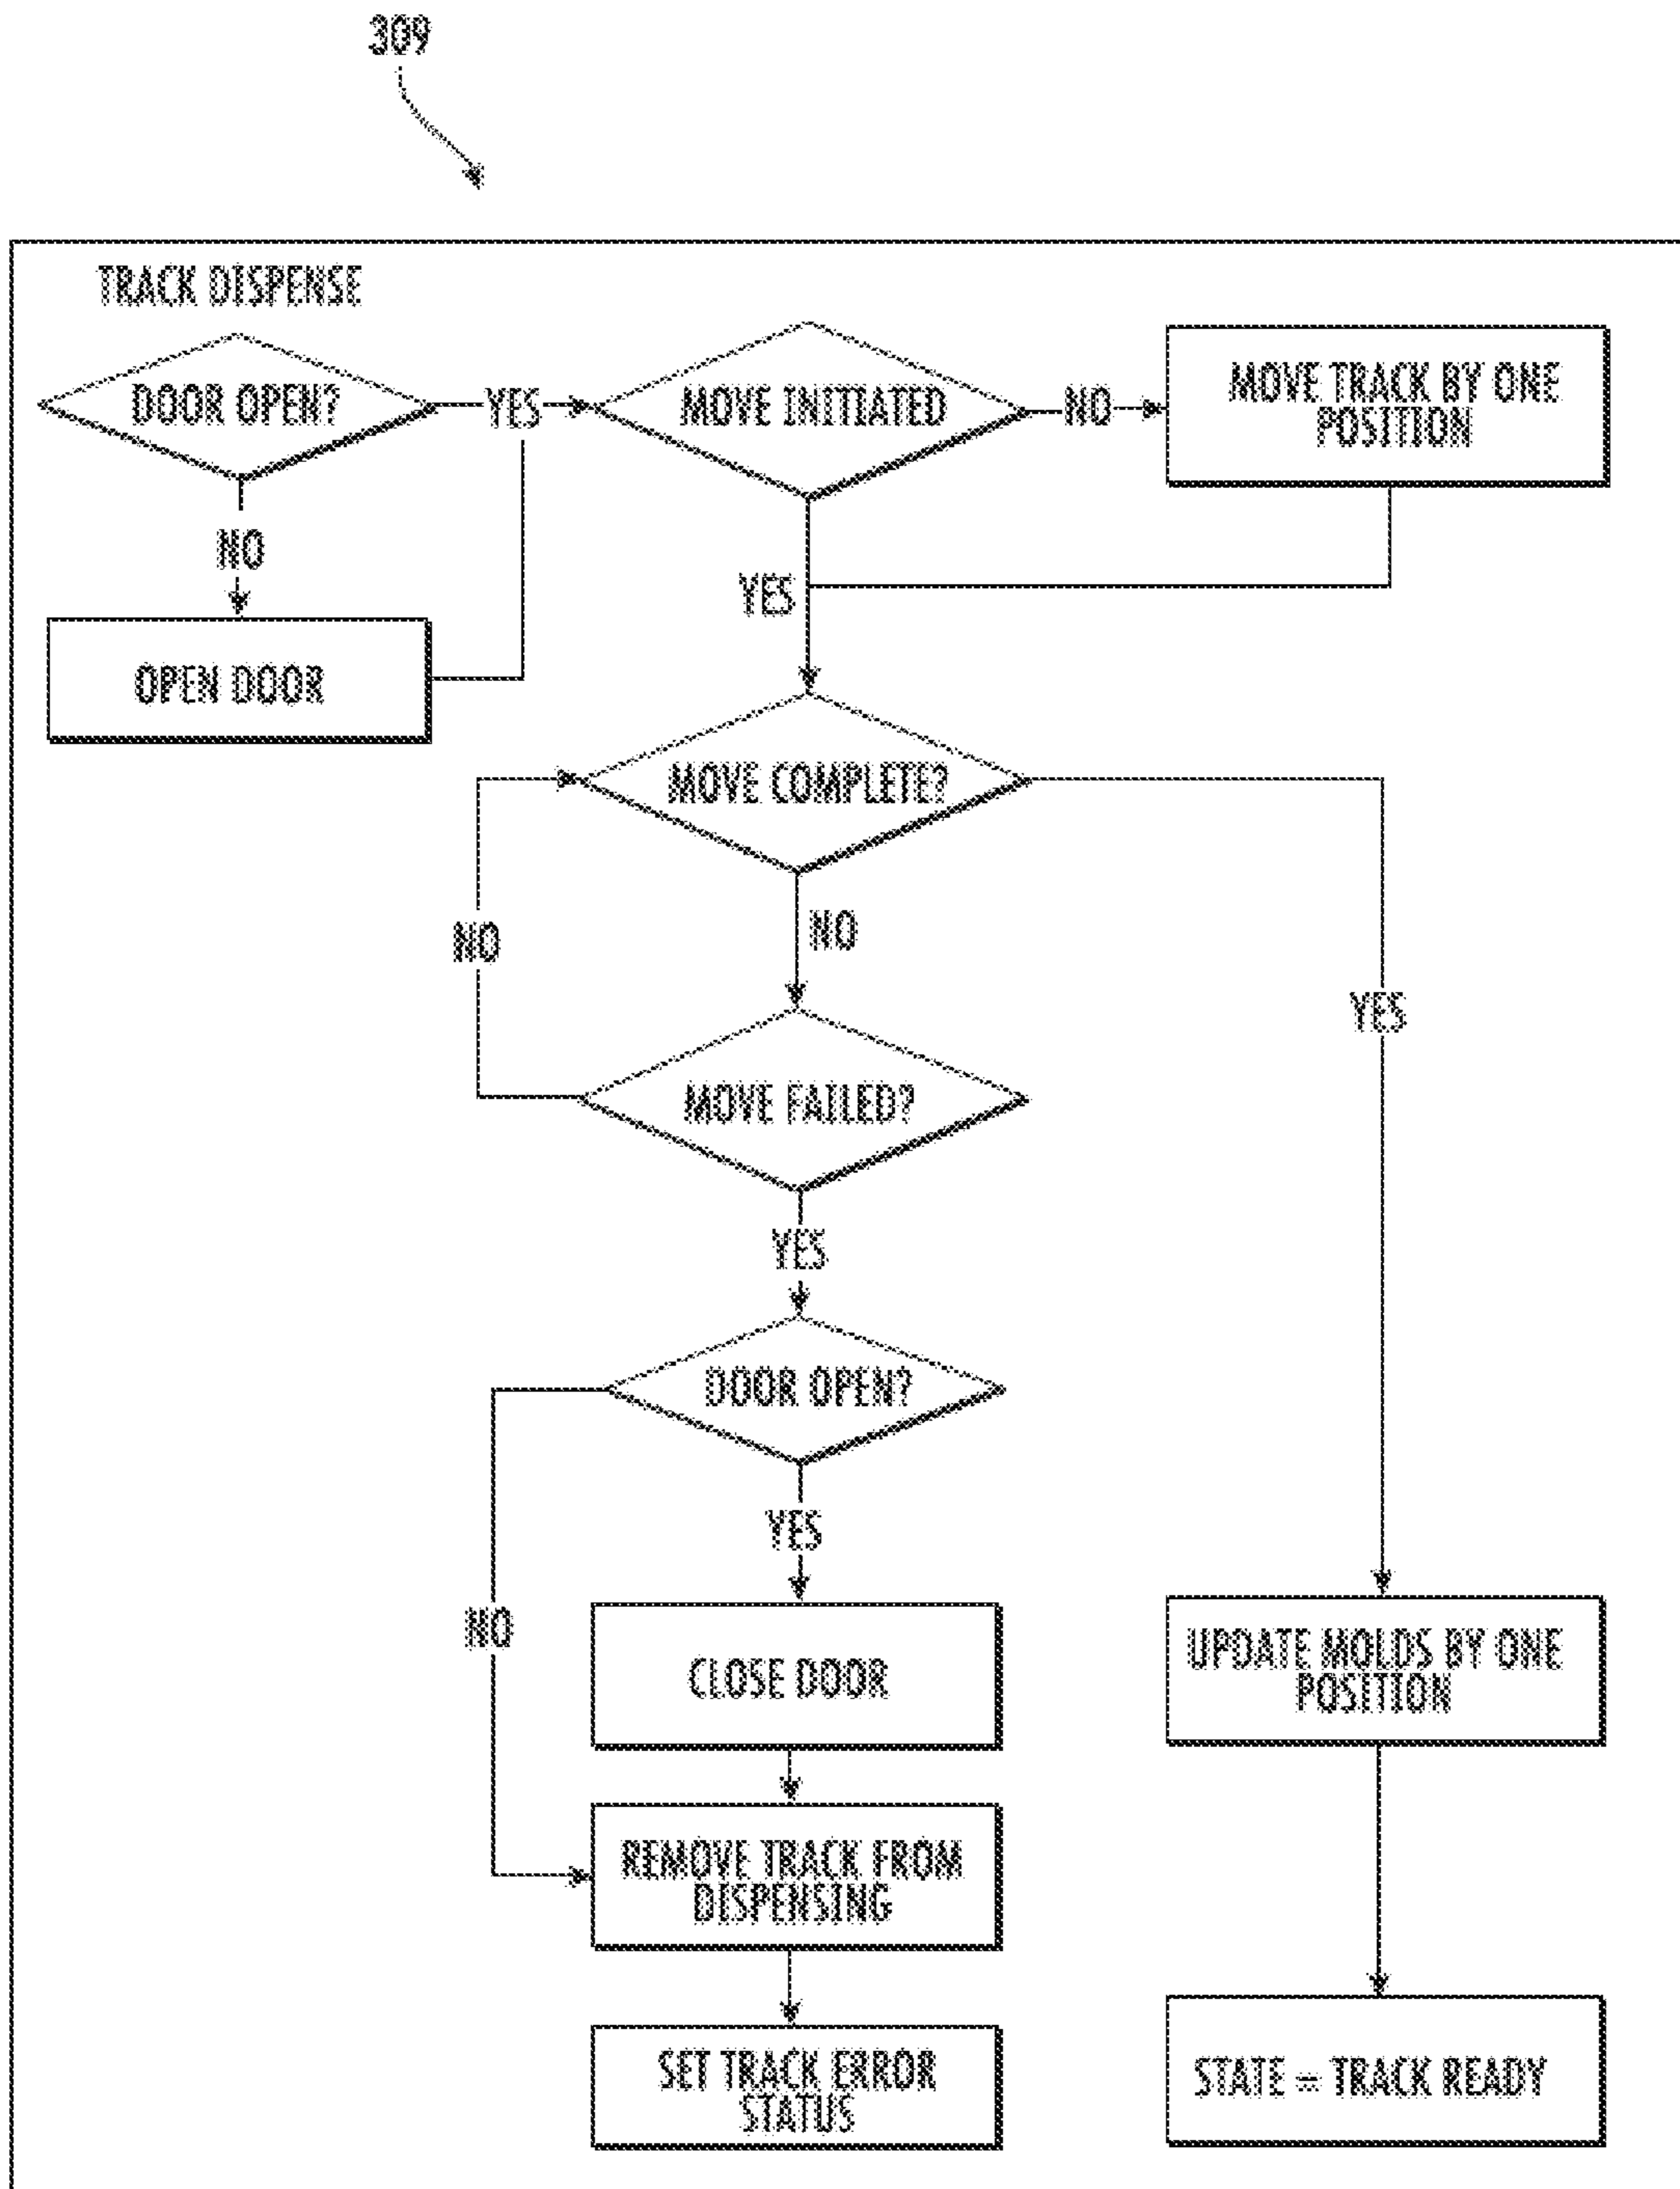 309
TRACK DISPENSE
DOOR OPEN?
YES
MOVE INITIATED
NO
MOVE TRACK BY ONE
POSITION
NO
YES
OPEN DOOR
MOVE COMPLETE?
NO
NO
YES
MOVE FAILED?
YES
DOOR OPEN?
YES
NO
CLOSE DOOR
UPDATE MOLDS BY ONE
POSITION
REMOVE TRACK FROM
DISPENSING
SET TRACK ERROR
STATUS
STATE = TRACK READY